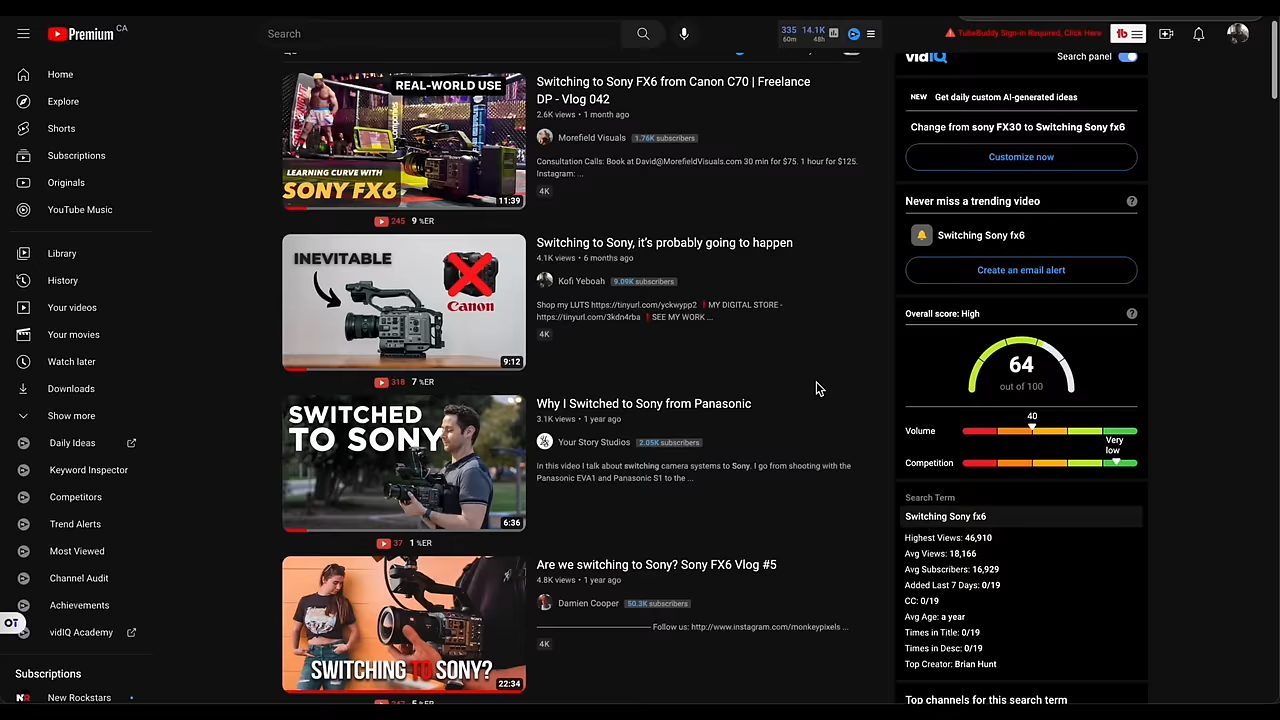 Premium CA
Search
335 14.1K
60m 48h
TubeBuddy Sign-in Required, Click Here
tb
Home
Explore
Shorts
Subscriptions
Originals
YouTube Music
Library
History
Your videos
Your movies
Watch later
Downloads
Show more
Daily Ideas
Keyword Inspector
Competitors
Trend Alerts
Most Viewed
Channel Audit
Achievements
OT
vidIQ Academy
Subscriptions
New Rockstars
REAL-WORLD USE
LEARNING CURVE WITH
SONY FX6
11:39
245 9 %ER
Switching to Sony FX6 from Canon C70 | Freelance
DP - Vlog 042
2.6K views • 1 month ago
Morefield Visuals 1.76K subscribers
Consultation Calls: Book at David@MorefieldVisuals.com 30 min for $75. 1 hour for $125.
Instagram: ...
4K
INEVITABLE
Canon
9:12
318 7 %ER
Switching to Sony, it's probably going to happen
4.1K views • 6 months ago
Kofi Yeboah 9.09K subscribers
Shop my LUTS https://tinyurl.com/yckwypp2 ❗MY DIGITAL STORE -
https://tinyurl.com/3kdn4rba ❗SEE MY WORK ...
4K
SWITCHED
TO SONY
6:36
37 1 %ER
Why I Switched to Sony from Panasonic
3.1K views • 1 year ago
Your Story Studios 2.05K subscribers
In this video I talk about switching camera systems to Sony. I go from shooting with the
Panasonic EVA1 and Panasonic S1 to the ...
SWITCHING TO SONY?
22:34
Are we switching to Sony? Sony FX6 Vlog #5
4.8K views • 1 year ago
Damien Cooper 50.3K subscribers
Follow us: http://www.instagram.com/monkeypixels ...
4K
vidIQ Search panel
NEW Get daily custom AI-generated ideas
Change from sony FX30 to Switching Sony fx6
Customize now
Never miss a trending video
Switching Sony fx6
Create an email alert
Overall score: High
64
out of 100
40
Volume
Very
low
Competition
Search Term
Switching Sony fx6
Highest Views: 46,910
Avg Views: 18,166
Avg Subscribers: 16,929
Added Last 7 Days: 0/19
CC: 0/19
Avg Age: a year
Times in Title: 0/19
Times in Desc: 0/19
Top Creator: Brian Hunt
Top channels for this search term